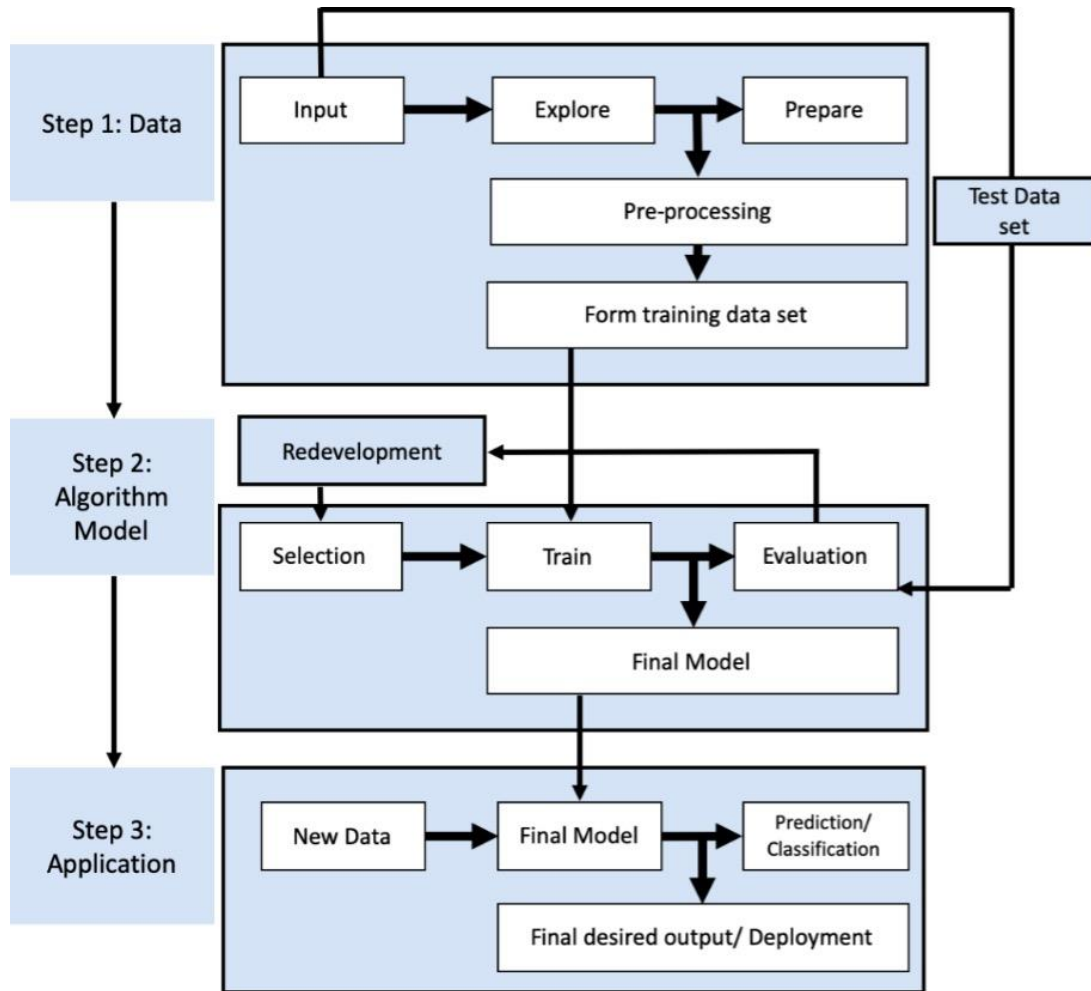 Step 1: Data
Input
Explore
Prepare
Pre-processing
Form training data set
Test Data
set
Step 2:
Algorithm
Model
Redevelopment
Selection
Train
Evaluation
Final Model
Step 3:
Application
New Data
Final Model
Prediction/
Classification
Final desired output/ Deployment